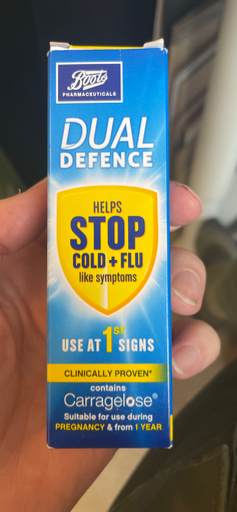 Boots
PHARMACEUTICALS
DUAL
DEFENCE
HELPS
STOP
COLD + FLU
like symptoms
USE AT 1ST SIGNS
CLINICALLY PROVEN*
contains
Carragelose®
Suitable for use during
PREGNANCY & from 1 YEAR